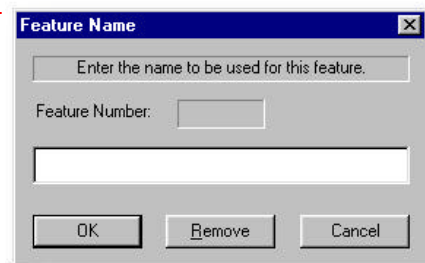 Feature Name
Enter the name to be used for this feature.
Feature Number:
OK Remove Cancel